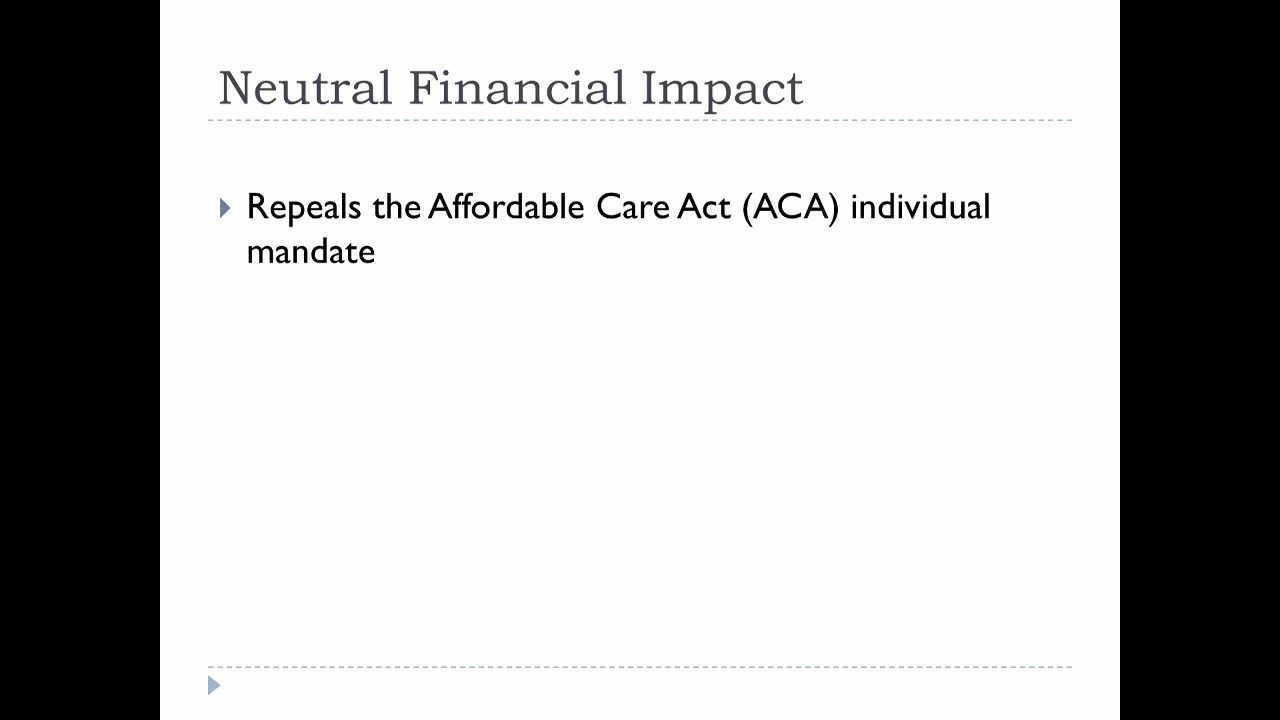 Neutral Financial Impact
Repeals the Affordable Care Act (ACA) individual
mandate